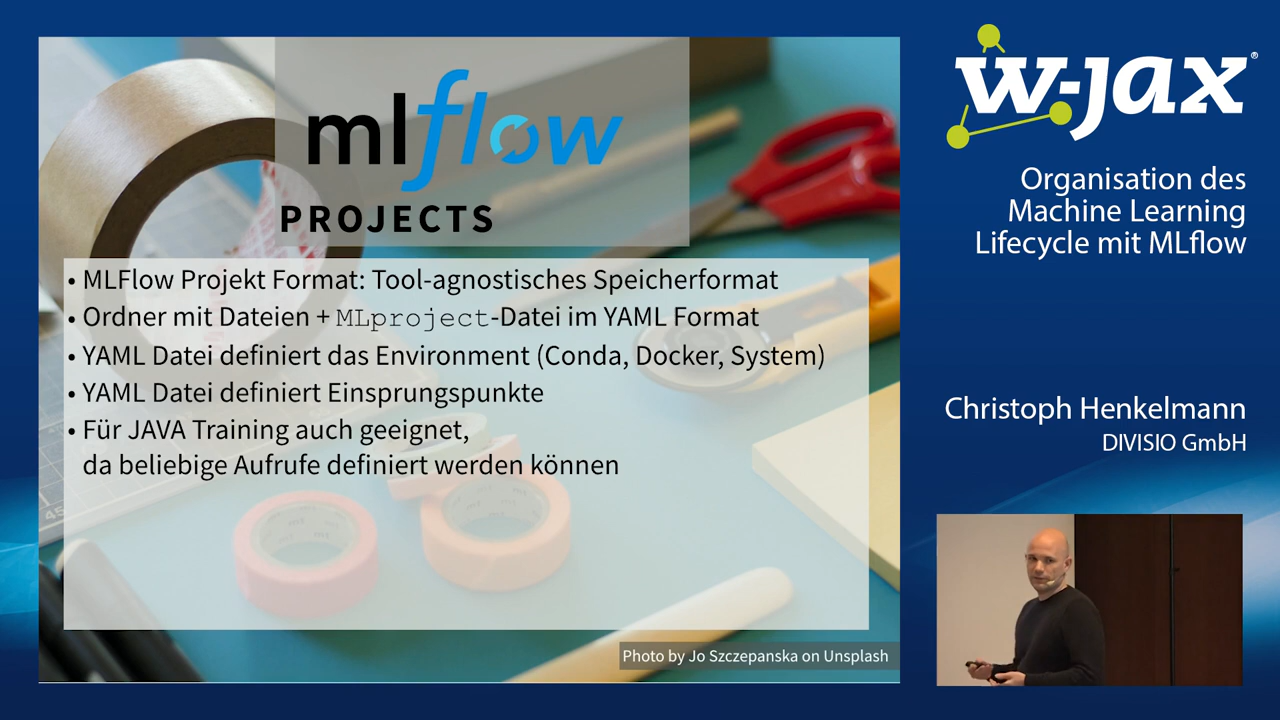 mlflow
PROJECTS
• MLFlow Projekt Format: Tool-agnostisches Speicherformat
• Ordner mit Dateien + MLproject-Datei im YAML Format
• YAML Datei definiert das Environment (Conda, Docker, System)
• YAML Datei definiert Einsprungspunkte
• Für JAVA Training auch geeignet,
da beliebige Aufrufe definiert werden können
Photo by Jo Szczepanska on Unsplash
w-jax®
Organisation des
Machine Learning
Lifecycle mit MLflow
Christoph Henkelmann
DIVISIO GmbH